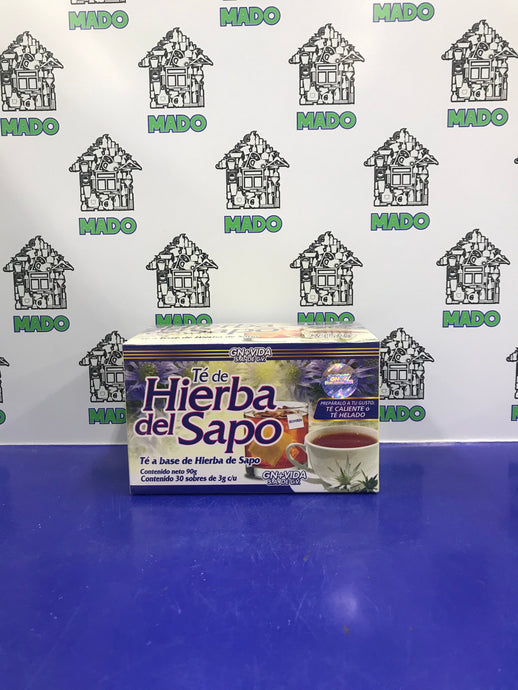 MADO
MADO
MADO
MADO
MADO
MADO
MADO
MADO
MADO
MADO
MADO
MADO
MADO
MADO
GN+VIDA
S.A. DE C.V.
Té de
Hierba
del Sapo
Té a base de Hierba de Sapo
Contenido neto 90g
Contenido 30 sobres de 3g c/u
PREPÁRALO A TU GUSTO:
TÉ CALIENTE ó
TÉ HELADO
GN+VIDA
S.A. DE C.V.